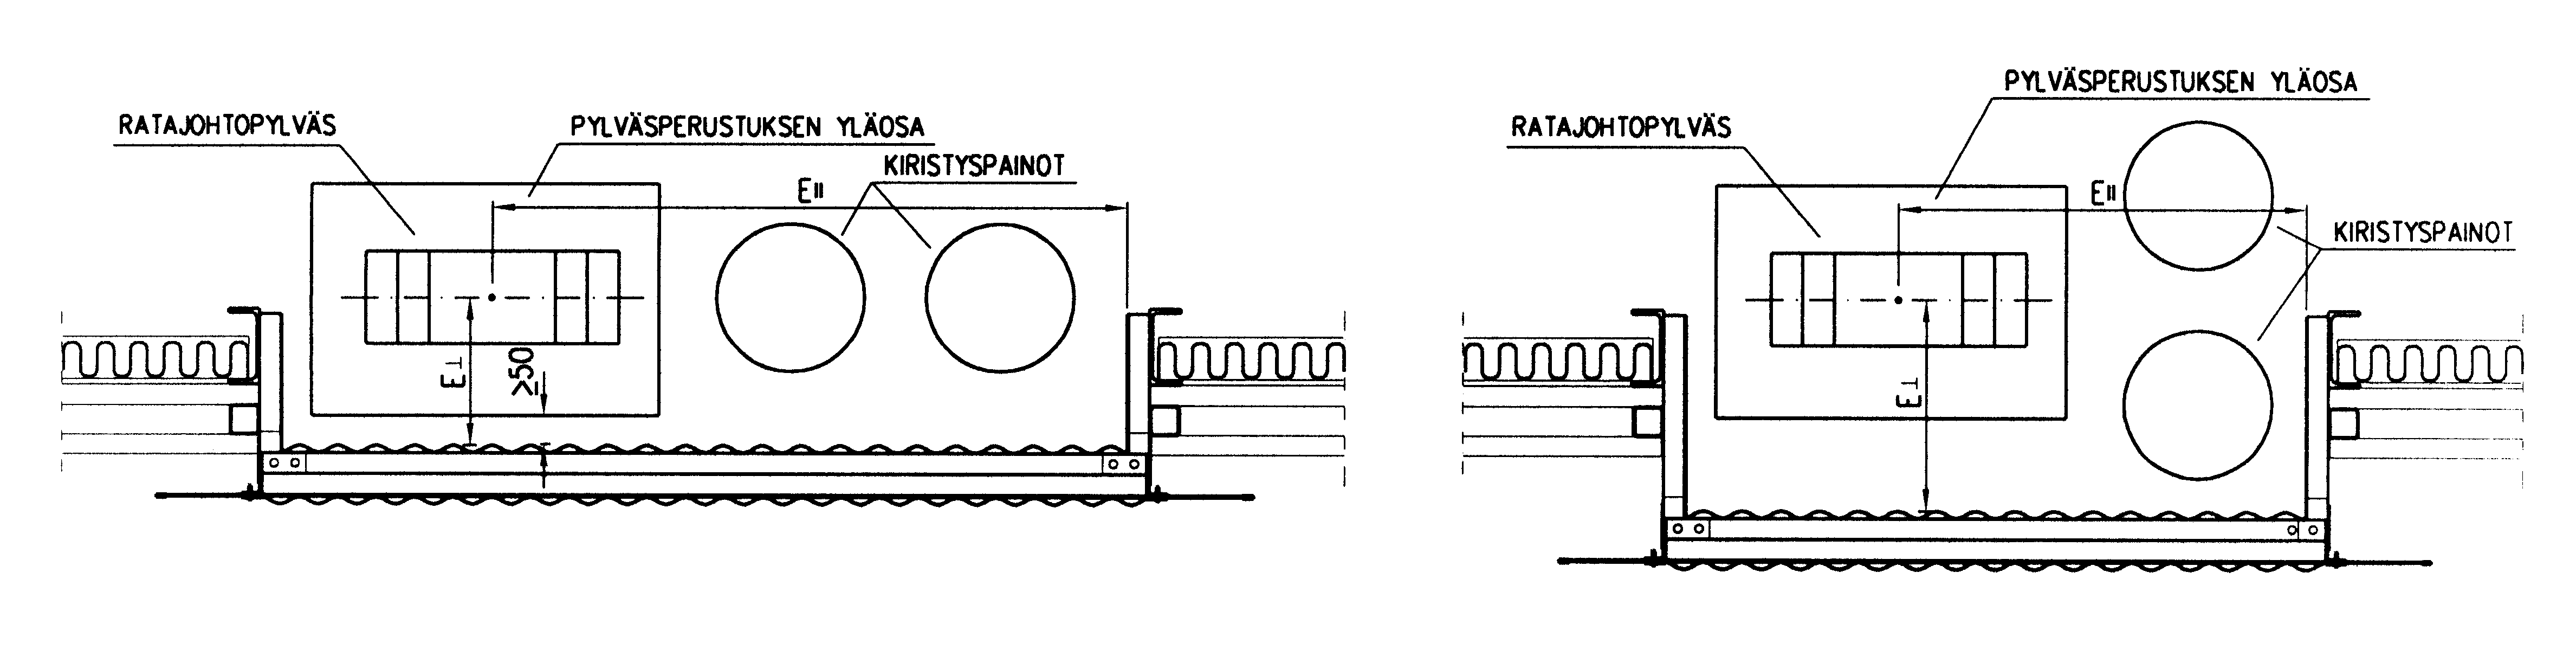 RATAJOHTOPYLVÄS
PYLVÄSPERUSTUKSEN YLÄOSA
KIRISTYSPAINOT
E||
E⊥
≥50
PYLVÄSPERUSTUKSEN YLÄOSA
RATAJOHTOPYLVÄS
E||
KIRISTYSPAINOT
E⊥